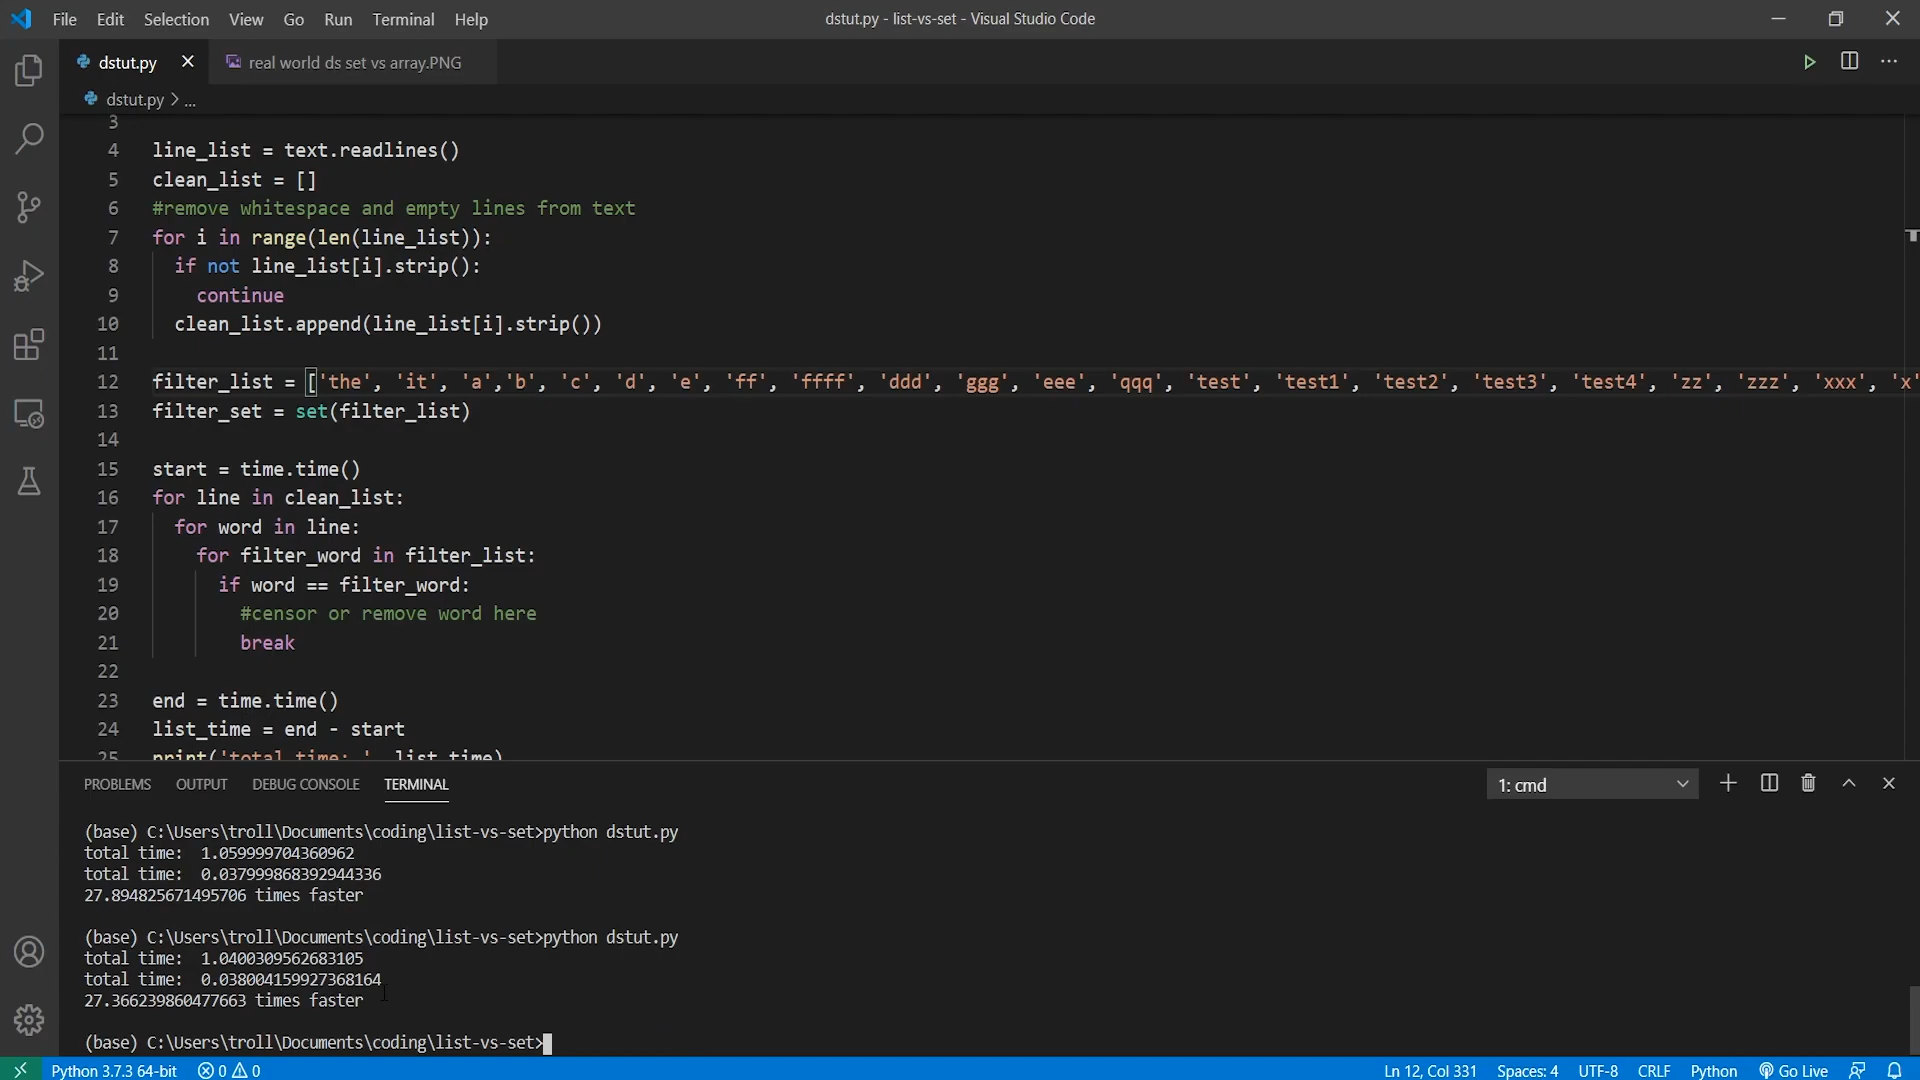 File Edit Selection View Go Run Terminal Help
dstut.py - list-vs-set - Visual Studio Code
dstut.py
real world ds set vs array.PNG
dstut.py > ...
3
4 line_list = text.readlines()
5 clean_list = []
6 #remove whitespace and empty lines from text
7 for i in range(len(line_list)):
8 if not line_list[i].strip():
9 continue
10 clean_list.append(line_list[i].strip())
11
12 filter_list = ['the', 'it', 'a','b', 'c', 'd', 'e', 'ff', 'ffff', 'ddd', 'ggg', 'eee', 'qqq', 'test', 'test1', 'test2', 'test3', 'test4', 'zz', 'zzz', 'xxx', 'x'
13 filter_set = set(filter_list)
14
15 start = time.time()
16 for line in clean_list:
17 for word in line:
18 for filter_word in filter_list:
19 if word == filter_word:
20 #censor or remove word here
21 break
22
23 end = time.time()
24 list_time = end - start
25 print('total time: ', list_time)
PROBLEMS OUTPUT DEBUG CONSOLE TERMINAL
1: cmd
(base) C:\Users\troll\Documents\coding\list-vs-set>python dstut.py
total time:  1.059999704360962
total time:  0.037999868392944336
27.894825671495706 times faster
(base) C:\Users\troll\Documents\coding\list-vs-set>python dstut.py
total time:  1.0400309562683105
total time:  0.038004159927368164
27.366239860477663 times faster
(base) C:\Users\troll\Documents\coding\list-vs-set>
Python 3.7.3 64-bit 0 0 Ln 12, Col 331 Spaces: 4 UTF-8 CRLF Python Go Live